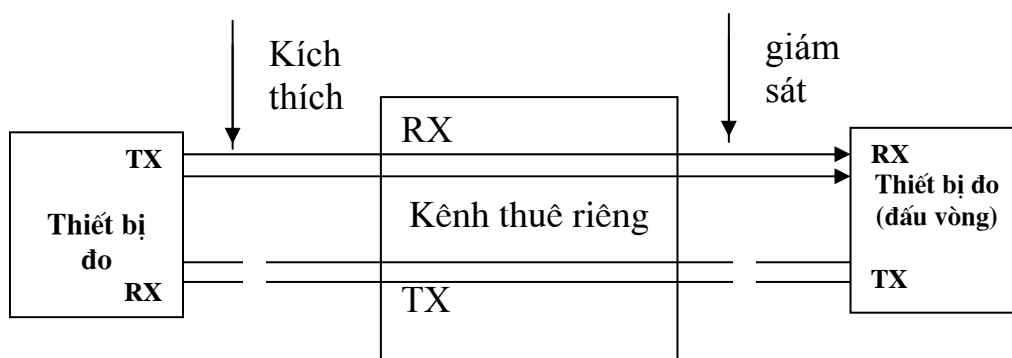 Kích
thích
giám
sát
RX
TX
Thiết bị
đo
RX
Kênh thuê riêng
TX
RX
Thiết bị đo
(đấu vòng)
TX